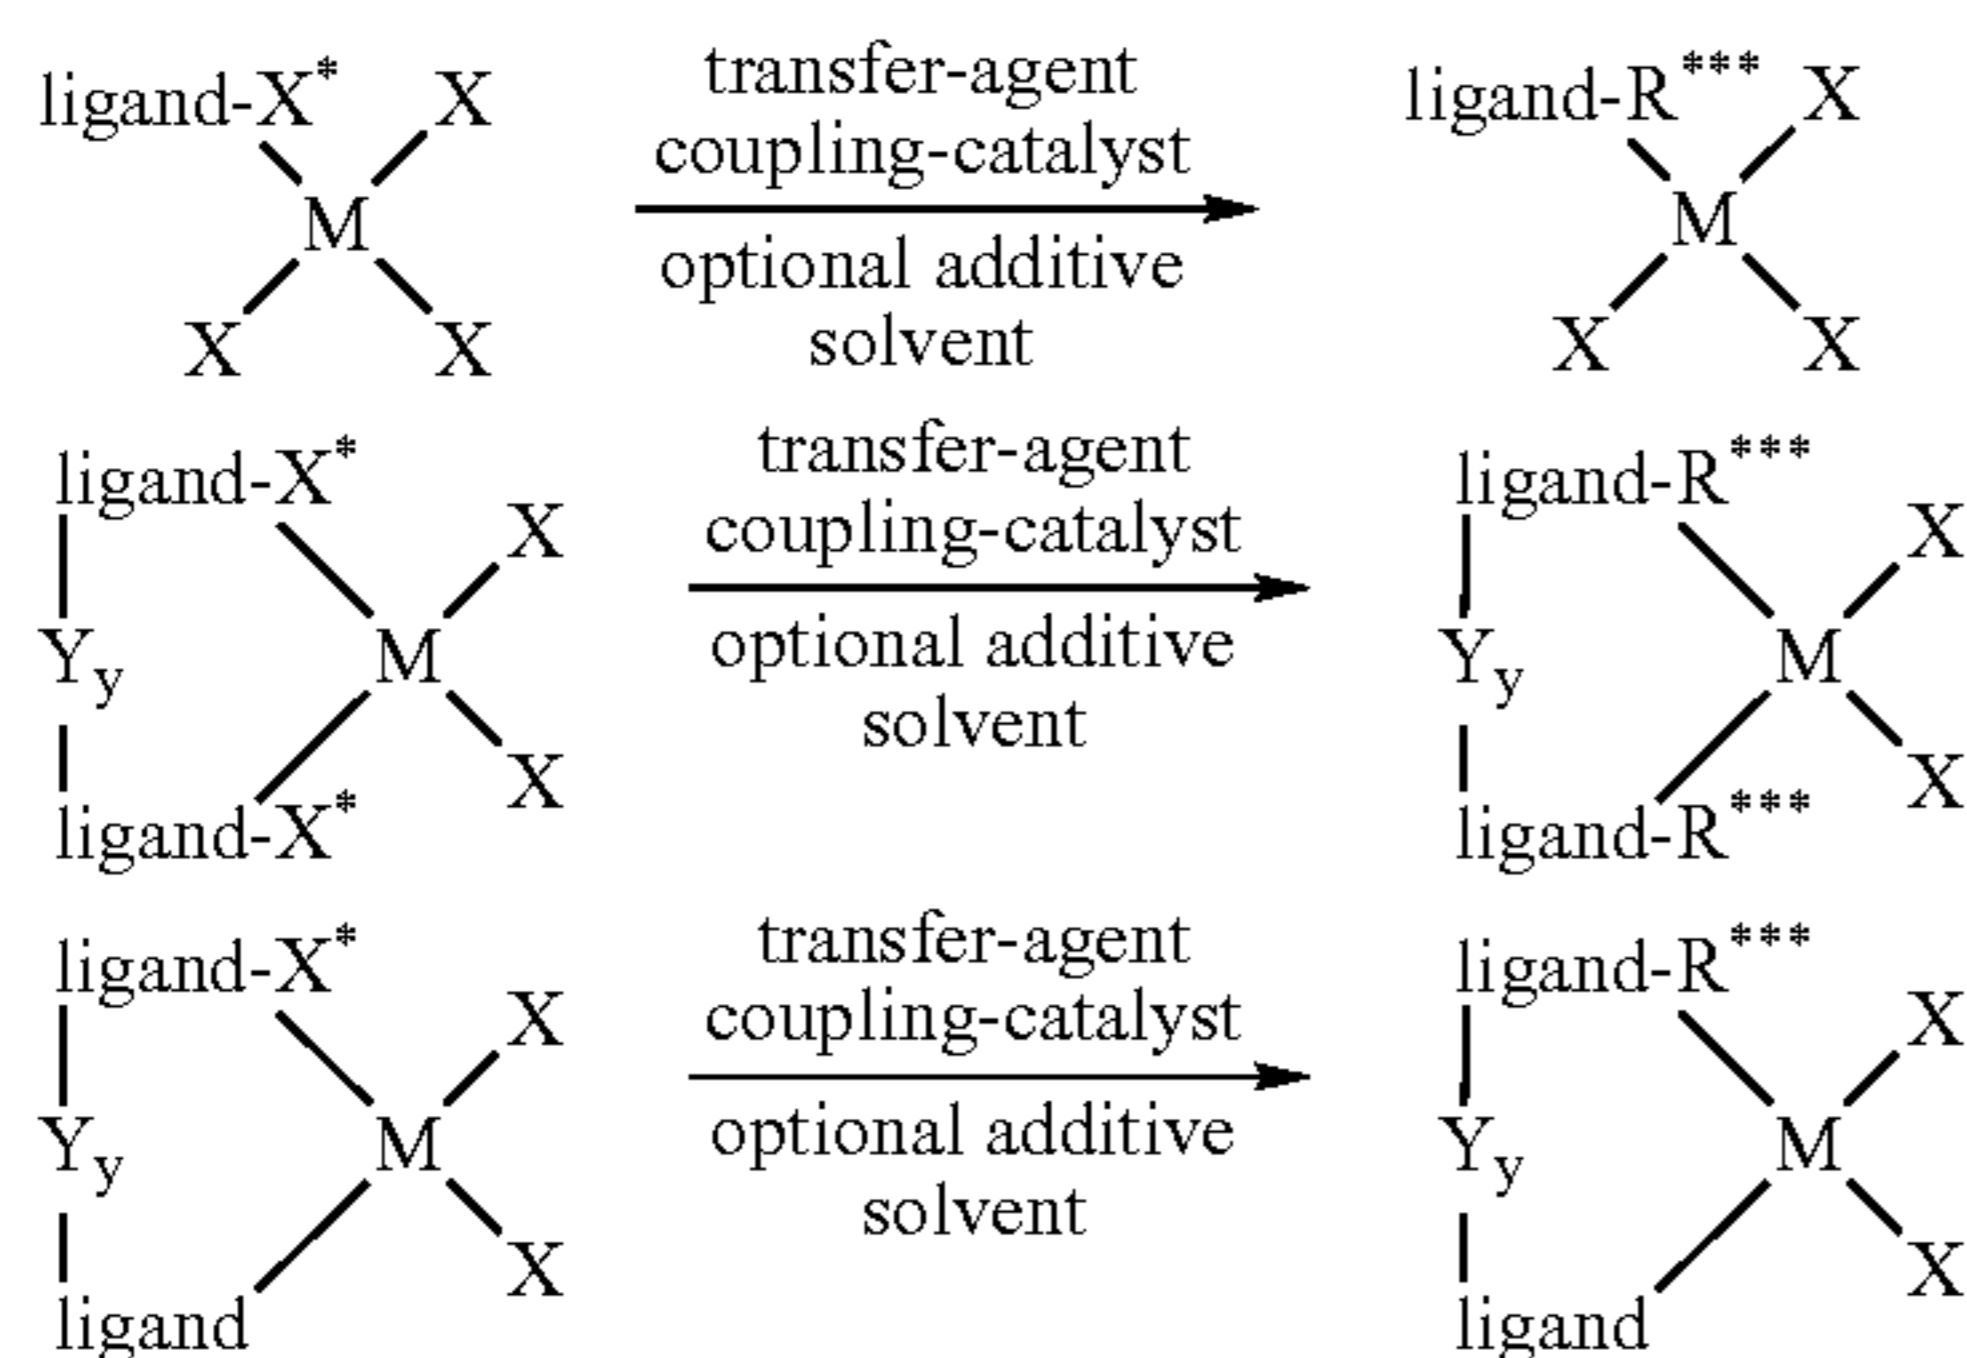 ligand-X* X transfer-agent ligand-R*** X
coupling-catalyst
M M
optional additive
X X solvent X X
ligand-X* transfer-agent ligand-R***
X coupling-catalyst X
Yy M optional additive Yy M
solvent
X X
ligand-X* ligand-R***
ligand-X* transfer-agent ligand-R***
X coupling-catalyst X
Yy M optional additive Yy M
solvent
X X
ligand ligand